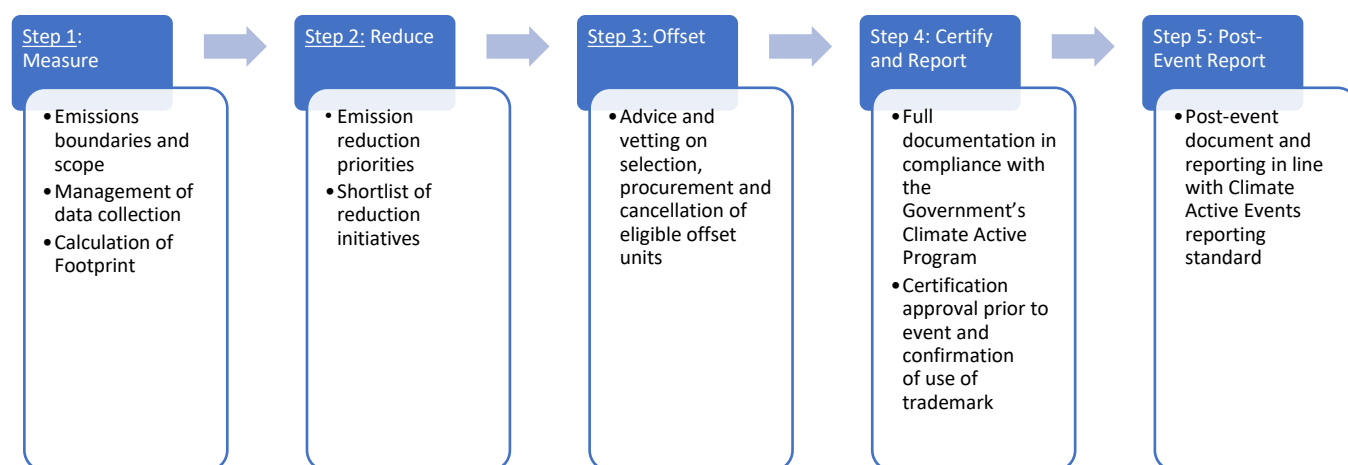 Step 1:
Measure
• Emissions
boundaries and
scope
• Management of
data collection
• Calculation of
Footprint
Step 2: Reduce
• Emission
reduction
priorities
• Shortlist of
reduction
initiatives
Step 3: Offset
• Advice and
vetting on
selection,
procurement and
cancellation of
eligible offset
units
Step 4: Certify
and Report
• Full
documentation in
compliance with
the
Government’s
Climate Active
Program
• Certification
approval prior to
event and
confirmation
of use of
trademark
Step 5: Post-
Event Report
• Post-event
document and
reporting in line
with Climate
Active Events
reporting
standard